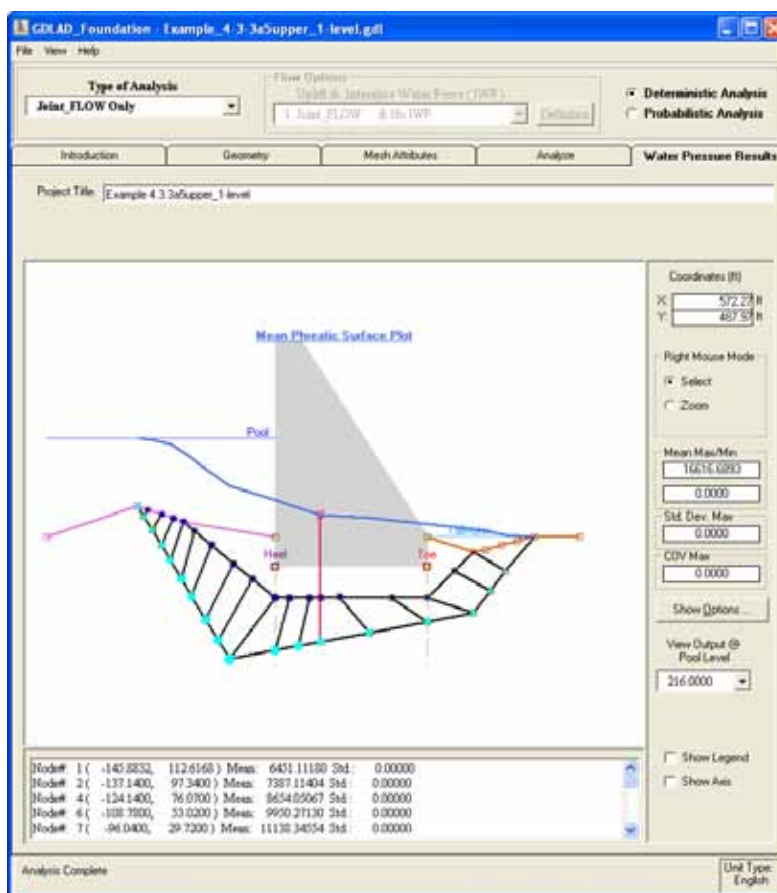 GDLAD_Foundation - Example_4-3-3a5upper_1-level.gdl
File View Help
Type of Analysis
Joint_FLOW Only
Flow Options
Uplift & Interstice Water Force (IWF)
1 Joint_FLOW & No IWF
Definition
Deterministic Analysis
Probabilistic Analysis
Introduction
Geometry
Mesh Attributes
Analyze
Water Pressure Results
Project Title: Example 4.3.3a5upper_1-level
Mean Phreatic Surface Plot
Pool
Heel
Toe
Coordinates (ft)
X: 572.27 ft
Y: 467.97 ft
Right Mouse Mode
Select
Zoom
Mean Max/Min
16616.6893
0.0000
Std. Dev. Max
0.0000
COV Max
0.0000
Show Options ...
View Output @
Pool Level
216.0000
Show Legend
Show Axis
Node#: 1 ( -145.8832, 112.6168 ) Mean: 6451.11180 Std.: 0.00000
Node#: 2 ( -137.1400, 97.3400 ) Mean: 7387.11404 Std.: 0.00000
Node#: 4 ( -124.1400, 76.0700 ) Mean: 8654.05067 Std.: 0.00000
Node#: 6 ( -108.7800, 53.0200 ) Mean: 9950.27130 Std.: 0.00000
Node#: 7 ( -96.0400, 29.7200 ) Mean: 11138.34554 Std.: 0.00000
Analysis Complete
Unit Type:
English